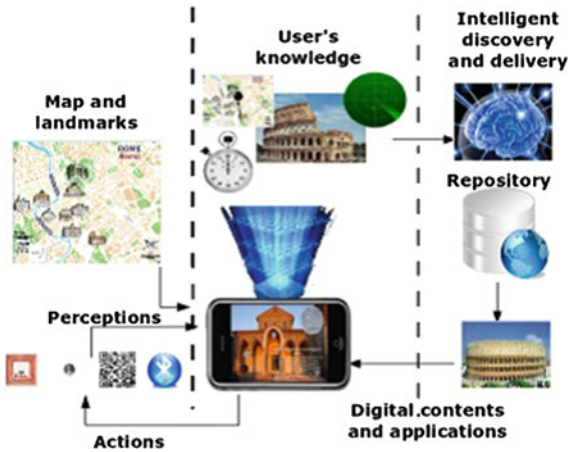 Map and
landmarks
User's
knowledge
Intelligent
discovery
and delivery
Repository
Perceptions
Actions
Digital contents
and applications